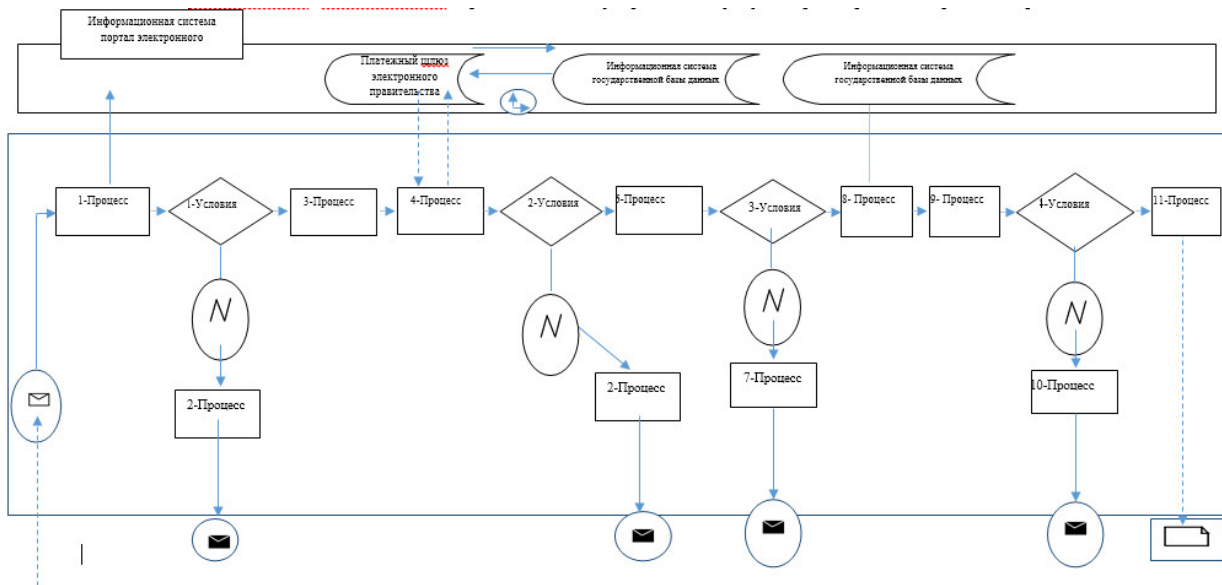 Информационная система
портал электронного
Платежный шлюз
электронного
правительства
Информационная система
государственной базы данных
Информационная система
государственной базы данных
1-Процесс
1-Условия
3-Процесс
4-Процесс
2-Условия
5-Процесс
3-Условия
8- Процесс
9- Процесс
4-Условия
11-Процесс
N
N
N
N
2-Процесс
2-Процесс
7-Процесс
10-Процесс